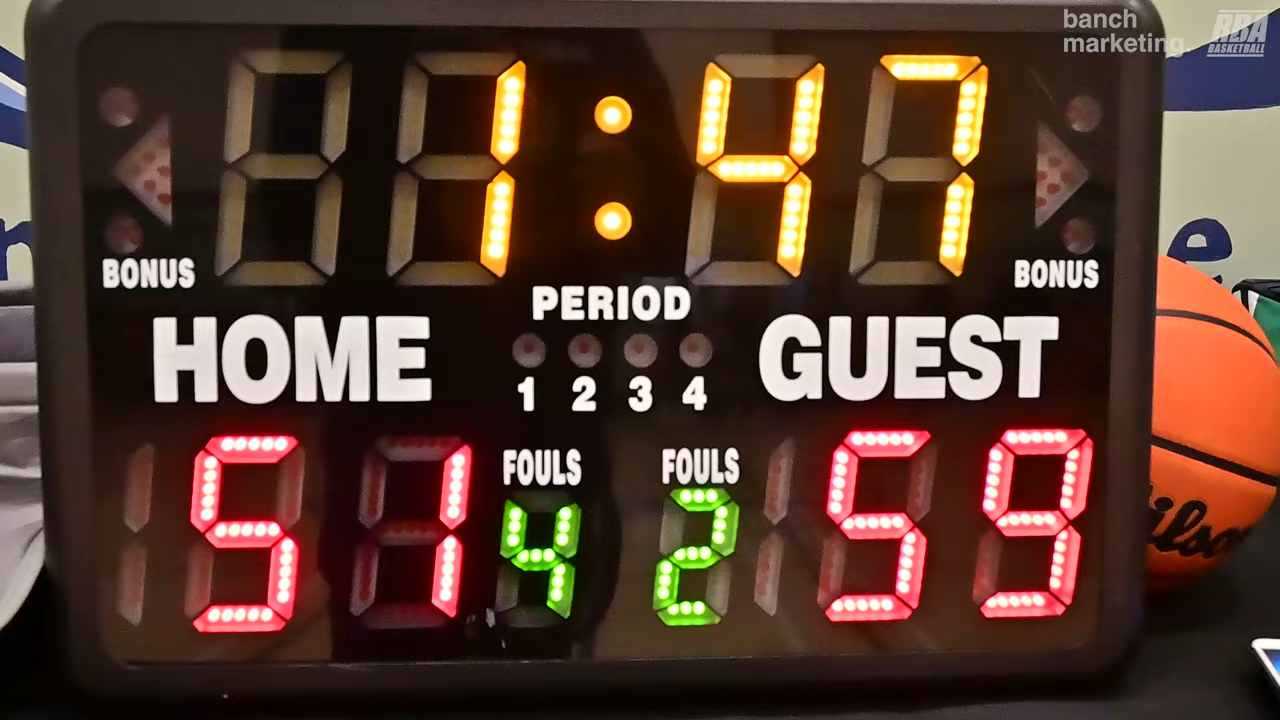 banch
marketing.
RBA
BASKETBALL
1:47
BONUS
BONUS
PERIOD
HOME
GUEST
1 2 3 4
FOULS
FOULS
51
4
2
59
e